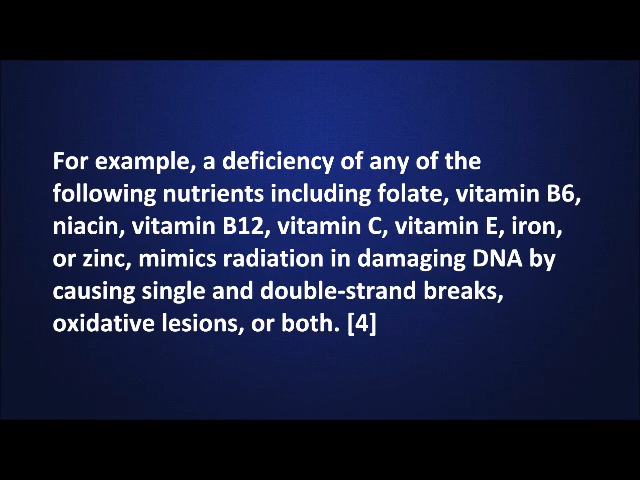 For example, a deficiency of any of the
following nutrients including folate, vitamin B6,
niacin, vitamin B12, vitamin C, vitamin E, iron,
or zinc, mimics radiation in damaging DNA by
causing single and double-strand breaks,
oxidative lesions, or both. [4]